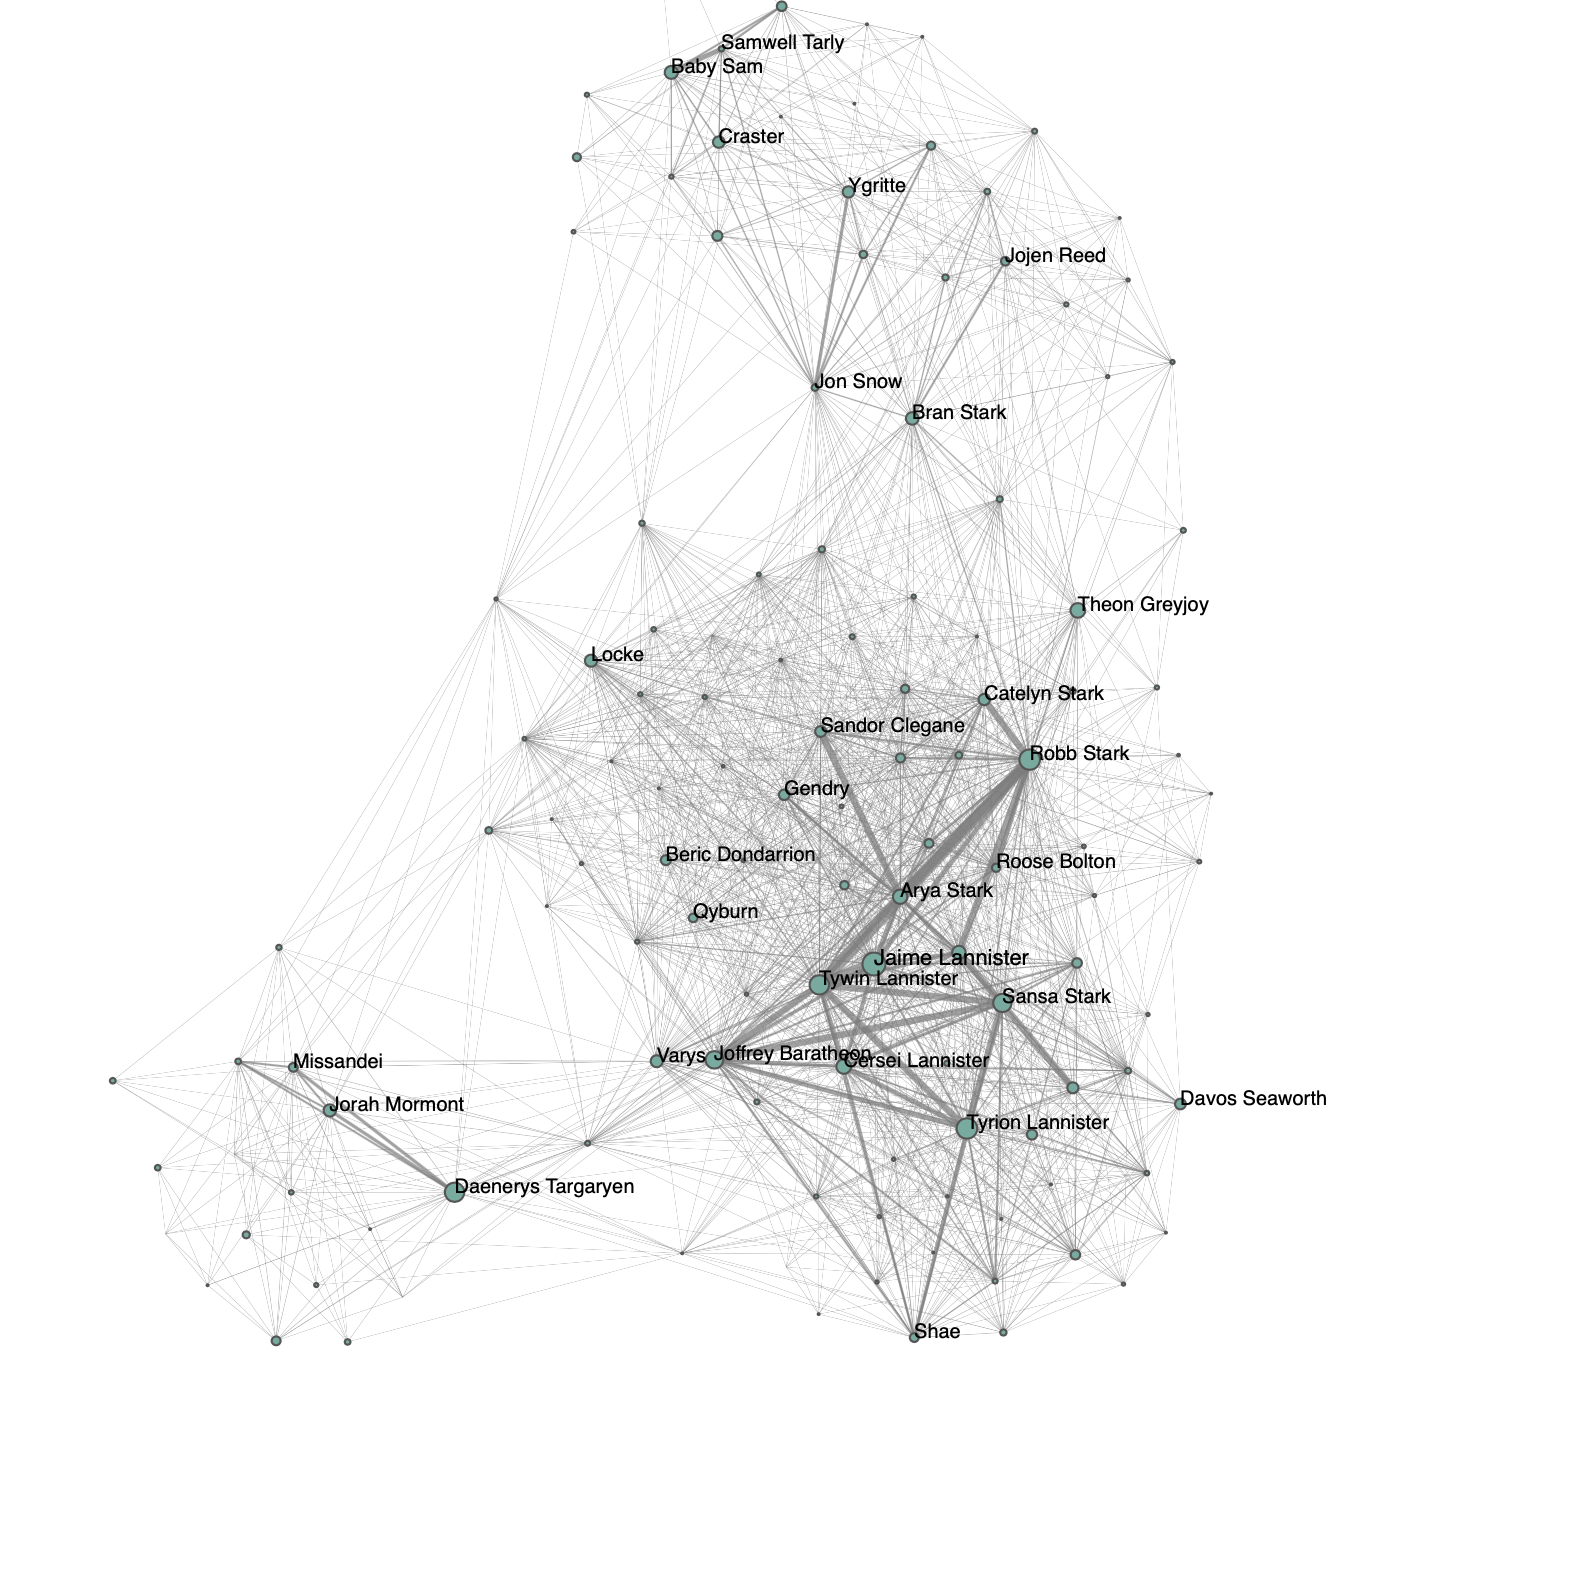 Samwell Tarly
Baby Sam
Craster
Ygritte
Jojen Reed
Jon Snow
Bran Stark
Theon Greyjoy
Locke
Catelyn Stark
Sandor Clegane
Robb Stark
Gendry
Beric Dondarrion
Roose Bolton
Arya Stark
Qyburn
Jaime Lannister
Tywin Lannister
Sansa Stark
Varys
Joffrey Baratheon
Cersei Lannister
Missandei
Jorah Mormont
Davos Seaworth
Tyrion Lannister
Daenerys Targaryen
Shae